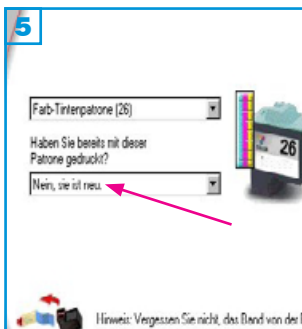 5
Farb-Tintenpatrone (26)
Haben Sie bereits mit dieser
Patrone gedruckt?
Nein, sie ist neu.
26
Hinweis: Vergessen Sie nicht, das Band von der